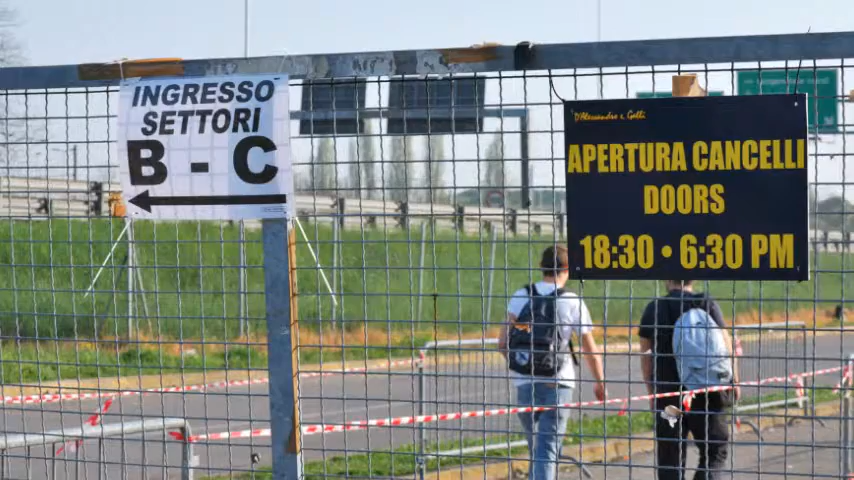 INGRESSO
SETTORI
B - C
D'Alessandro e Galli
APERTURA CANCELLI
DOORS
18:30 • 6:30 PM